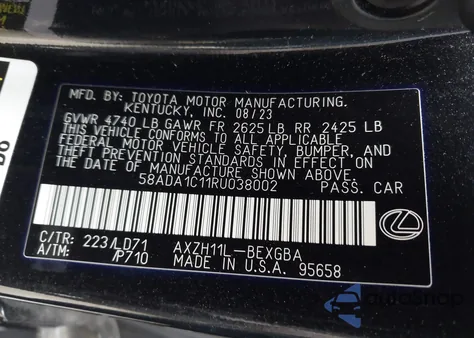 MFD. BY: TOYOTA MOTOR MANUFACTURING.
KENTUCKY, INC. 08/23
GVWR 4740 LB GAWR FR 2625 LB RR 2425 LB
THIS VEHICLE CONFORMS TO ALL APPLICABLE
FEDERAL MOTOR VEHICLE SAFETY, BUMPER, AND
THEFT PREVENTION STANDARDS IN EFFECT ON THE
DATE OF MANUFACTURE SHOWN ABOVE.
58ADA1C11RU038002 PASS. CAR
C/TR: 223/LD71 AXZH11L-BEXGBA
A/TM: /P710 MADE IN U.S.A. 95658
AutoShop